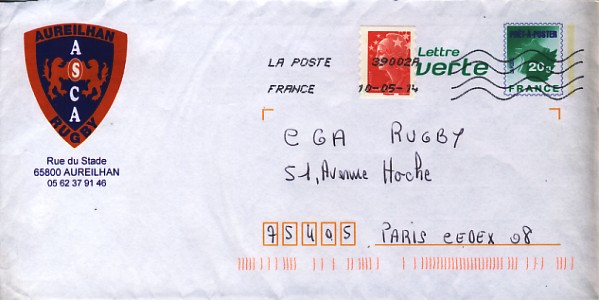 AUREILHAN
ASCA
RUGBY
Rue du Stade
65800 AUREILHAN
05 62 37 91 46
LA POSTE 39002A
FRANCE 10-05-14
Lettre
verte
PRÊT-À-POSTER
20g
FRANCE
CGA RUGBY
51, Avenue Hoche
75405 PARIS CEDEX 08